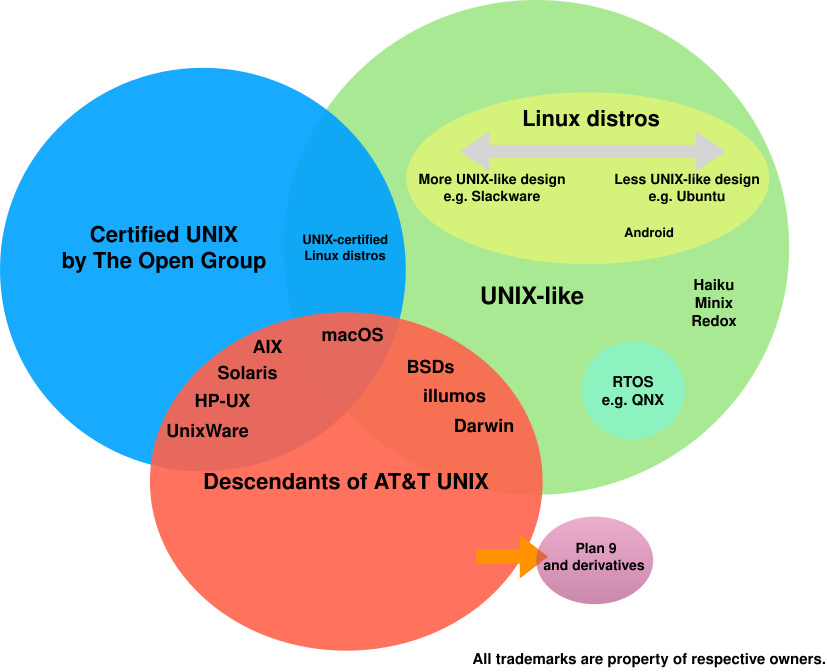 Linux distros
More UNIX-like design
e.g. Slackware
Less UNIX-like design
e.g. Ubuntu
Android
Certified UNIX
by The Open Group
UNIX-certified
Linux distros
UNIX-like
Haiku
Minix
Redox
macOS
AIX
Solaris
HP-UX
UnixWare
BSDs
illumos
Darwin
RTOS
e.g. QNX
Descendants of AT&T UNIX
Plan 9
and derivatives
All trademarks are property of respective owners.